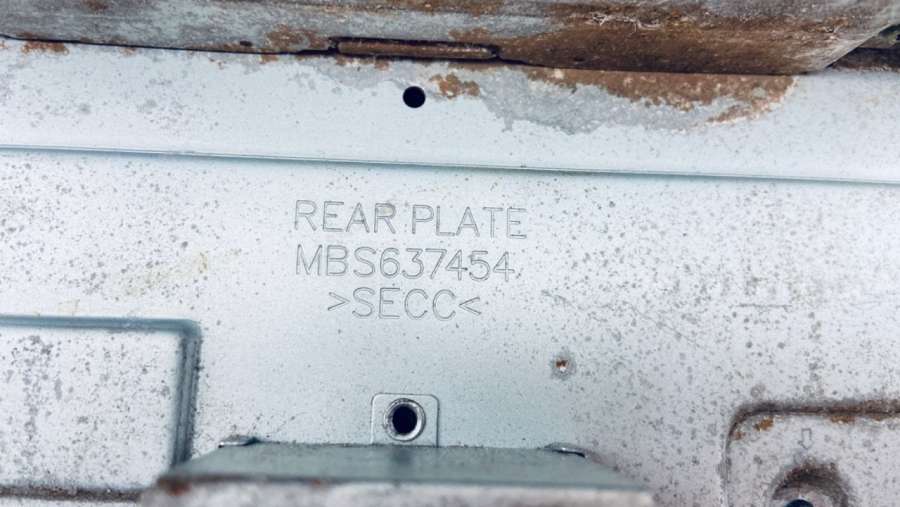 REAR PLATE
MBS637454
>SECC<